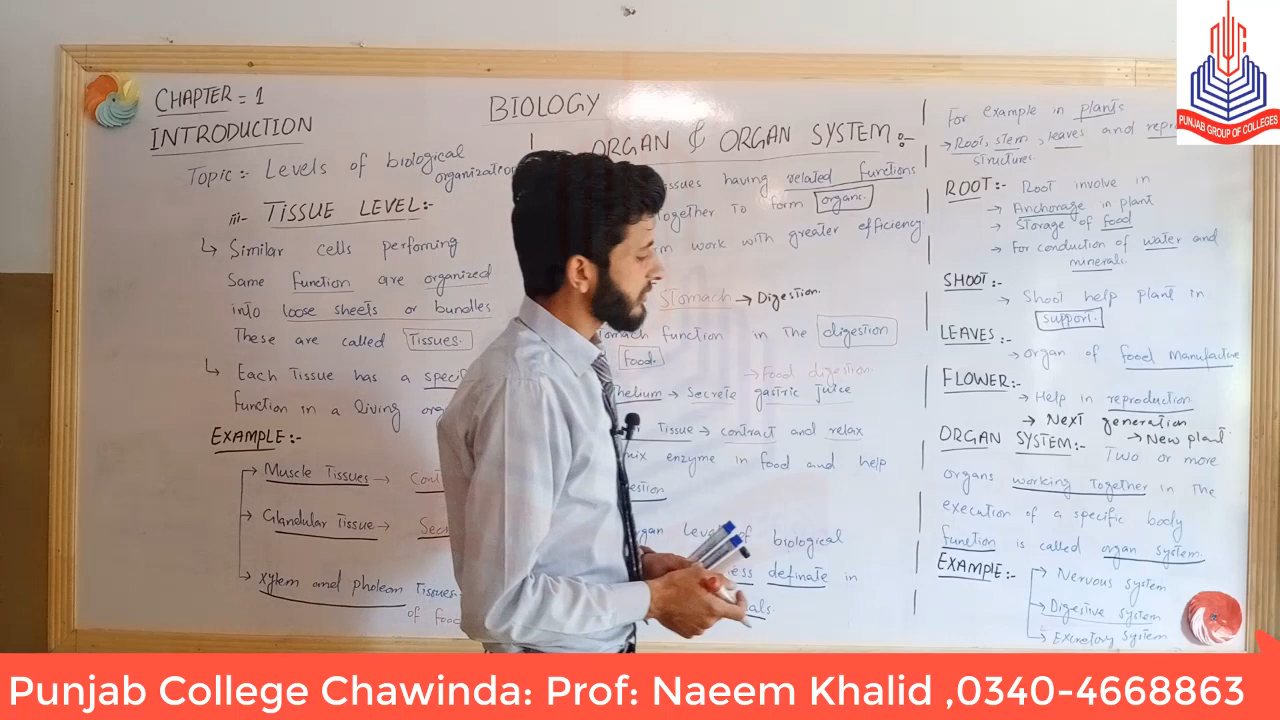 CHAPTER = 1
INTRODUCTION
BIOLOGY
Topic:- Levels of biological
organization
iii- TISSUE LEVEL:-
Similar cells performing
Same function are organized
into loose sheets or bundles
These are called Tissues.
Each tissue has a
function in a living
EXAMPLE:-
Muscle Tissues →
Glandular Tissue →
xylem and pholeam tissues-
of
ORGAN & ORGAN SYSTEM:-
issues having related functions
together to form organs.
work with greater efficiency
Stomach → Digestion.
function in the digestion
food.
→ Food digestion
→ Secrete gastric juice
Tissue → contract and relax
mix enzyme in food and help
level of biological
definate in
For example in plants
→ Root, stem, leaves and
structures
ROOT:- Root involve in
→ Anchorage in plant
→ Storage of food
→ For conduction of water and
minerals.
SHOOT:-
→ Shoot help plant in
support.
LEAVES:-
→ organ of food Manufactive
FLOWER:-
→ Help in reproduction
→ Next generation
→ New plant
ORGAN SYSTEM:- Two or more
organs working together in the
execution of a specific body
function is called organ system.
EXAMPLE:-
→ Nervous system
→ Digestive system
→ Excretory system
PUNJAB GROUP OF COLLEGES
Punjab College Chawinda: Prof: Naeem Khalid ,0340-4668863